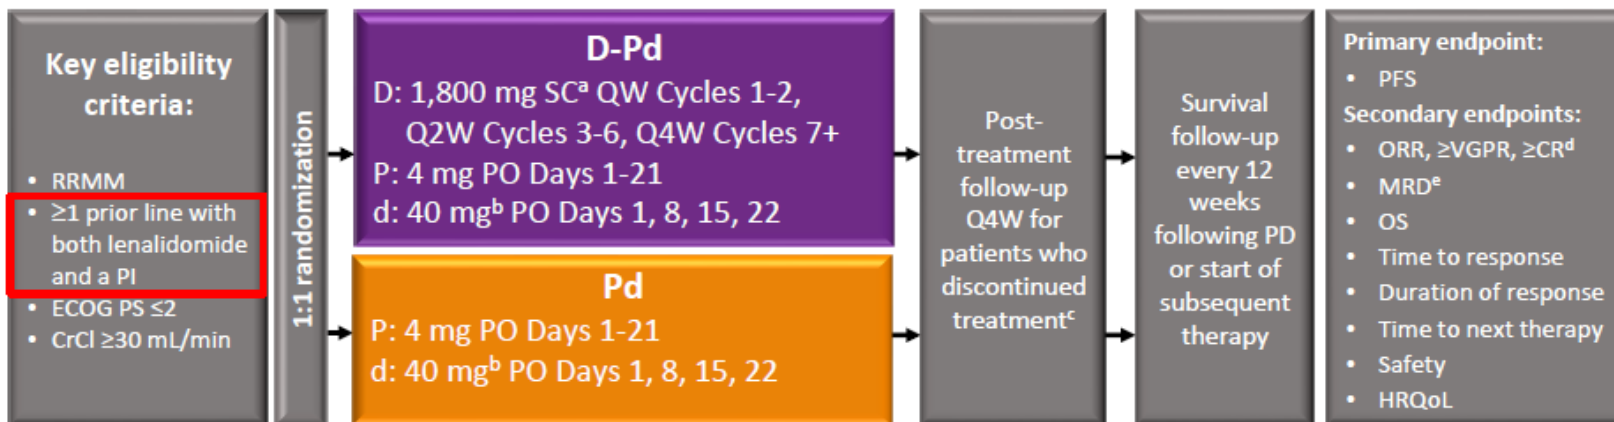 Key eligibility
criteria:
• RRMM
• ≥1 prior line with
both lenalidomide
and a PI
• ECOG PS ≤2
• CrCl ≥30 mL/min
1:1 randomization
D-Pd
D: 1,800 mg SCᵃ QW Cycles 1-2,
Q2W Cycles 3-6, Q4W Cycles 7+
P: 4 mg PO Days 1-21
d: 40 mgᵇ PO Days 1, 8, 15, 22
Pd
P: 4 mg PO Days 1-21
d: 40 mgᵇ PO Days 1, 8, 15, 22
Post-
treatment
follow-up
Q4W for
patients who
discontinued
treatmentᶜ
Survival
follow-up
every 12
weeks
following PD
or start of
subsequent
therapy
Primary endpoint:
• PFS
Secondary endpoints:
• ORR, ≥VGPR, ≥CRᵈ
• MRDᵉ
• OS
• Time to response
• Duration of response
• Time to next therapy
• Safety
• HRQoL